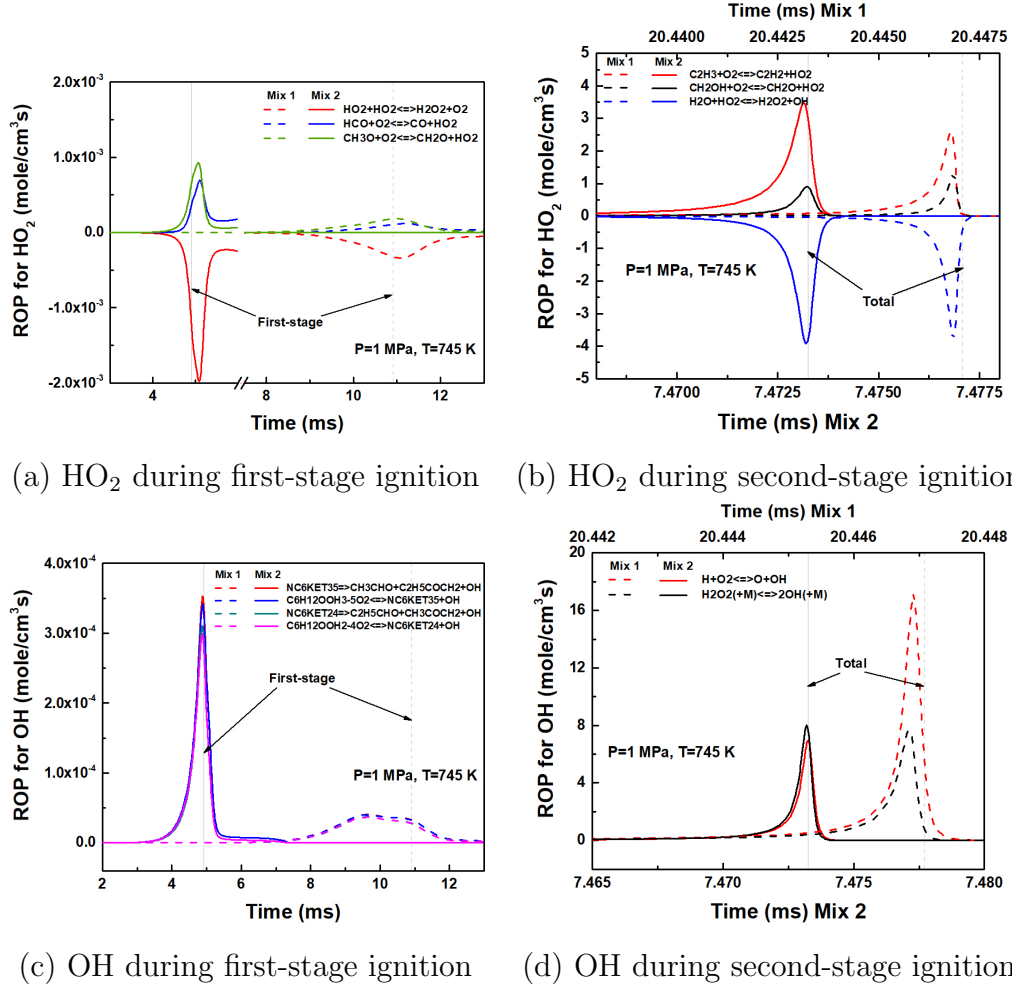 2.0x10-3
1.0x10-3
0.0
-1.0x10-3
-2.0x10-3
ROP for HO2 (mole/cm3s)
Mix 1 Mix 2
HO2+HO2<=>H2O2+O2
HCO+O2<=>CO+HO2
CH3O+O2<=>CH2O+HO2
First-stage
P=1 MPa, T=745 K
4 6 8 10 12
Time (ms)
(a) HO2 during first-stage ignition
Time (ms) Mix 1
20.4400 20.4425 20.4450 20.4475
5
4
3
2
1
0
-1
-2
-3
-4
-5
ROP for HO2 (mole/cm3s)
Mix 1 Mix 2
C2H3+O2<=>C2H2+HO2
CH2OH+O2<=>CH2O+HO2
H2O+HO2<=>H2O2+OH
P=1 MPa, T=745 K
Total
7.4700 7.4725 7.4750 7.4775
Time (ms) Mix 2
(b) HO2 during second-stage ignition
4.0x10-4
3.0x10-4
2.0x10-4
1.0x10-4
0.0
ROP for OH (mole/cm3s)
Mix 1 Mix 2
NC6KET35=>CH3CHO+C2H5COCH2+OH
C6H12OOH3-5O2<=>NC6KET35+OH
NC6KET24=>C2H5CHO+CH3COCH2+OH
C6H12OOH2-4O2<=>NC6KET24+OH
First-stage
P=1 MPa, T=745 K
2 4 6 8 10 12
Time (ms)
(c) OH during first-stage ignition
Time (ms) Mix 1
20.442 20.444 20.446 20.448
20
16
12
8
4
0
ROP for OH (mole/cm3s)
Mix 1 Mix 2
H+O2<=>O+OH
H2O2(+M)<=>2OH(+M)
Total
P=1 MPa, T=745 K
7.465 7.470 7.475 7.480
Time (ms) Mix 2
(d) OH during second-stage ignition